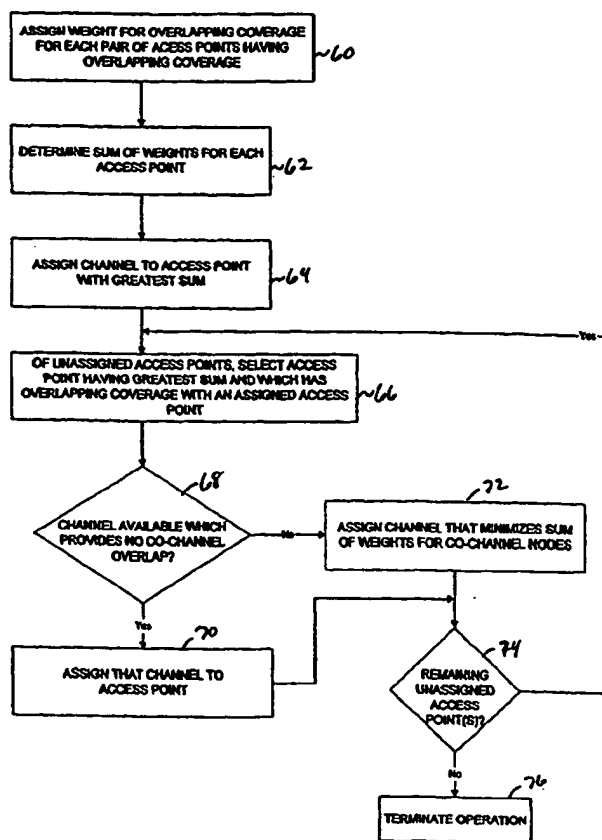 ASSIGN WEIGHT FOR OVERLAPPING COVERAGE
FOR EACH PAIR OF ACESS POINTS HAVING
OVERLAPPING COVERAGE
60
DETERMINE SUM OF WEIGHTS FOR EACH
ACCESS POINT
62
ASSIGN CHANNEL TO ACCESS POINT
WITH GREATEST SUM
64
Yes
OF UNASSIGNED ACCESS POINTS, SELECT ACCESS
POINT HAVING GREATEST SUM AND WHICH HAS
OVERLAPPING COVERAGE WITH AN ASSIGNED ACCESS
POINT
66
68
CHANNEL AVAILABLE WHICH
PROVIDES NO CO-CHANNEL
OVERLAP?
No
72
ASSIGN CHANNEL THAT MINIMIZES SUM
OF WEIGHTS FOR CO-CHANNEL NODES
Yes
70
ASSIGN THAT CHANNEL TO
ACCESS POINT
74
REMAINING
UNASSIGNED
ACCESS
POINT(S)?
No
76
TERMINATE OPERATION